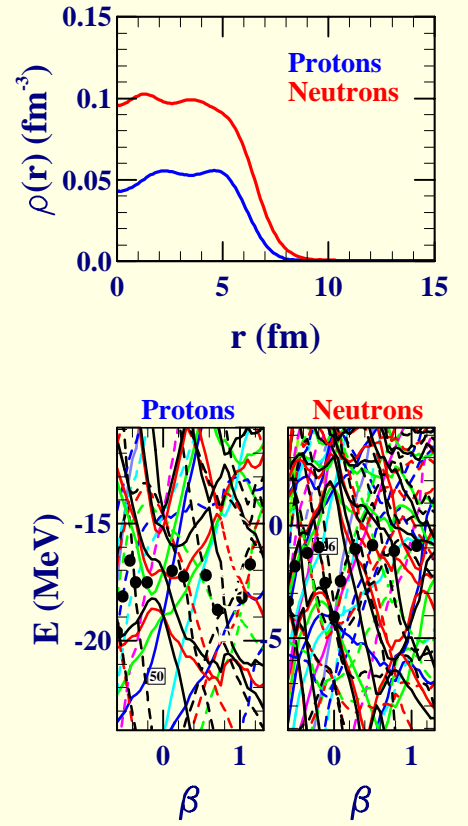 0.15
Protons
Neutrons
0.1
0.05
0.0
ρ(r) (fm⁻³)
0 5 10 15
r (fm)
Protons Neutrons
-15
-20
E (MeV)
50
0
-5
0 1 0 1
β β